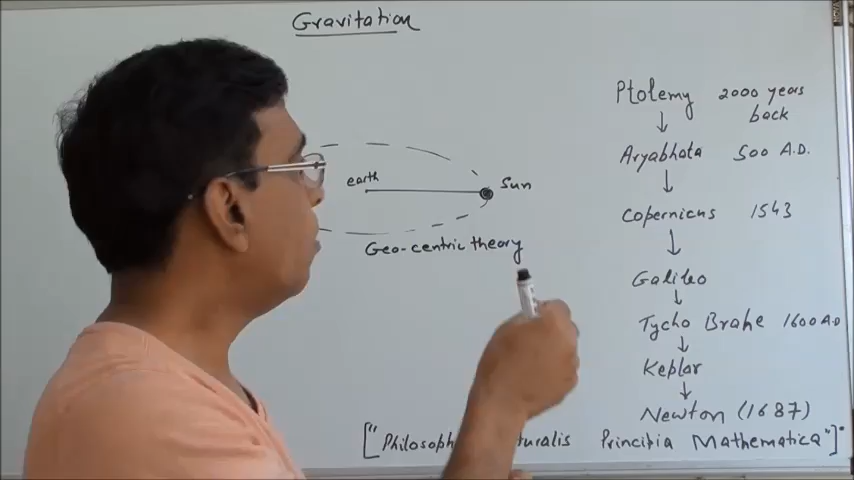 Gravitation
Ptolemy 2000 years
back
Aryabhata 500 A.D.
earth
Sun
Copernicus 1543
Geo-centric theory
Galileo
Tycho Brahe 1600 A.D
Keplar
Newton (1687)
["Philosoph uralis Principia Mathematica"].